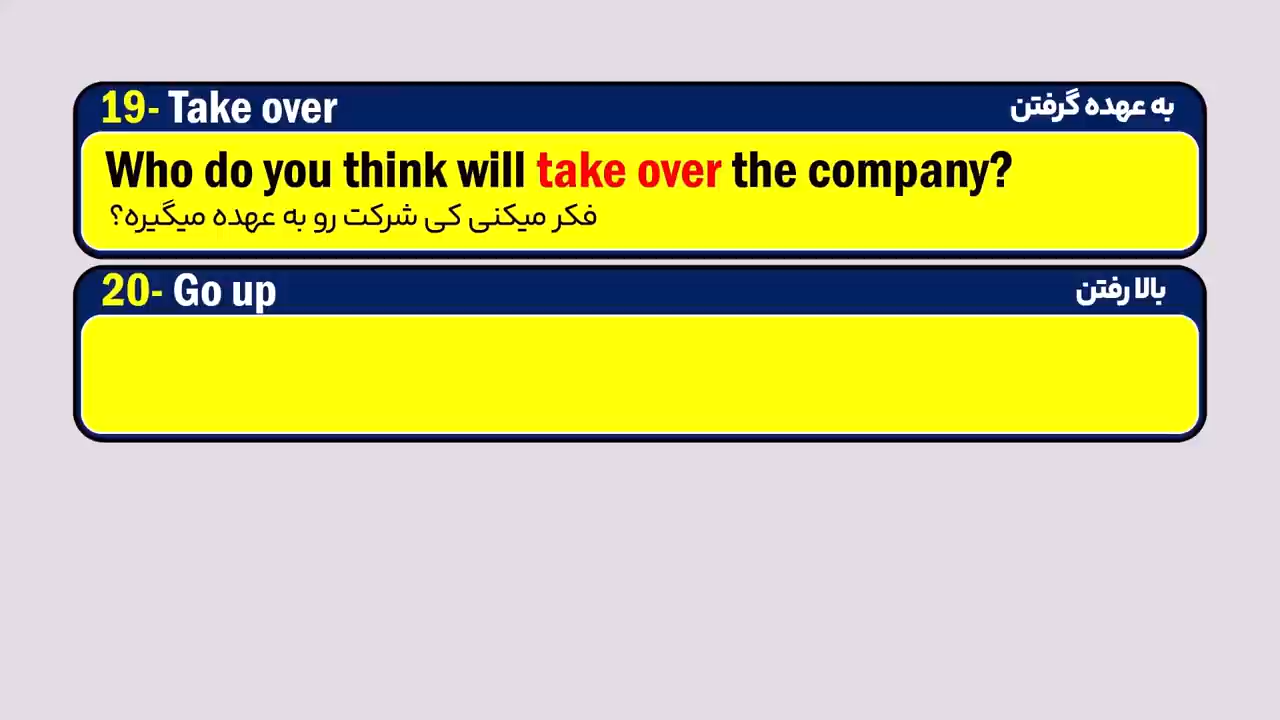 19- Take over به عهده گرفتن
Who do you think will take over the company?
فکر میکنی کی شرکت رو به عهده میگیره؟
20- Go up بالا رفتن